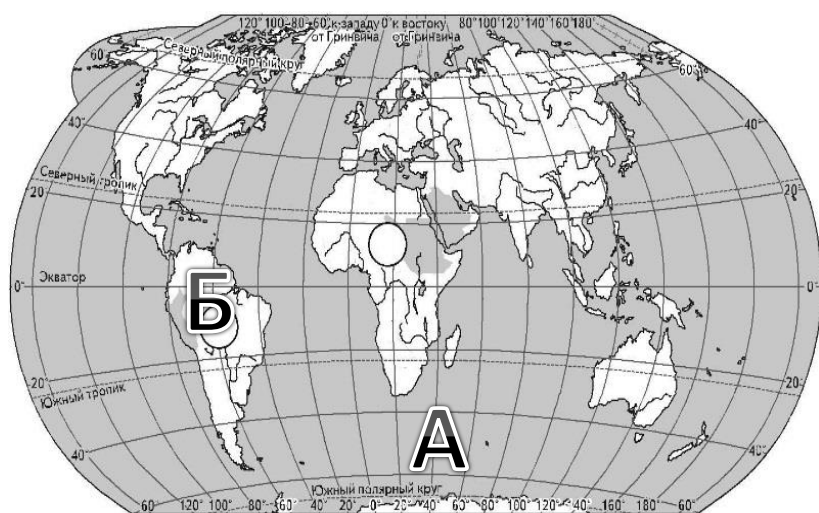 120° 100°-80°-60° к западу 0° к востоку 80° 100° 120° 140° 160° 180°
от Гринвича от Гринвича
Северный полярный круг
60° 60°
40° 40°
Северный тропик
20° 20°
Экватор
0° 0°
Б
20° 20°
Южный тропик
А
40° 40°
Южный полярный круг
60° 120° 100° 80° 60° 40° 20° 0° 20° 40° 60° 80° 100° 120° 140° 160° 180° 60°